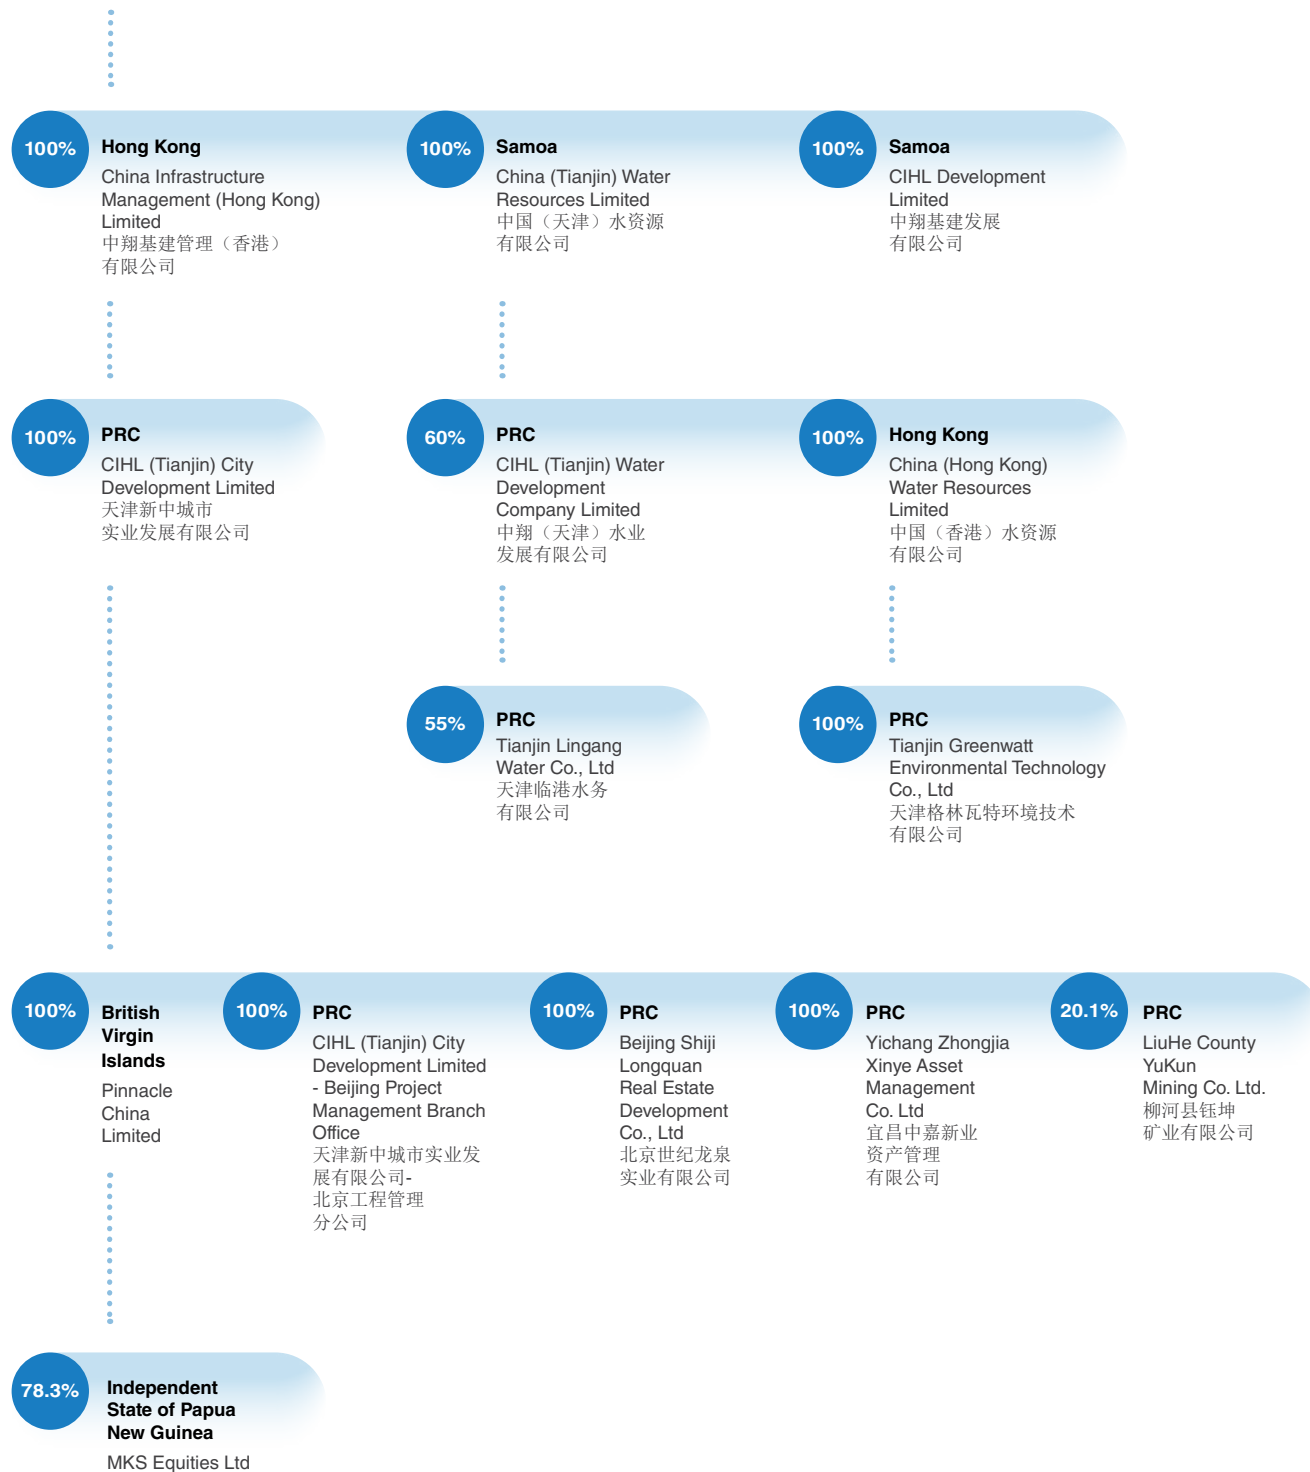 100%
Hong Kong
China Infrastructure
Management (Hong Kong)
Limited
中翔基建管理（香港）
有限公司
100%
Samoa
China (Tianjin) Water
Resources Limited
中国（天津）水资源
有限公司
100%
Samoa
CIHL Development
Limited
中翔基建发展
有限公司
100%
PRC
CIHL (Tianjin) City
Development Limited
天津新中城市
实业发展有限公司
60%
PRC
CIHL (Tianjin) Water
Development
Company Limited
中翔（天津）水业
发展有限公司
100%
Hong Kong
China (Hong Kong)
Water Resources
Limited
中国（香港）水资源
有限公司
55%
PRC
Tianjin Lingang
Water Co., Ltd
天津临港水务
有限公司
100%
PRC
Tianjin Greenwatt
Environmental Technology
Co., Ltd
天津格林瓦特环境技术
有限公司
100%
British
Virgin
Islands
Pinnacle
China
Limited
100%
PRC
CIHL (Tianjin) City
Development Limited
- Beijing Project
Management Branch
Office
天津新中城市实业发
展有限公司-
北京工程管理
分公司
100%
PRC
Beijing Shiji
Longquan
Real Estate
Development
Co., Ltd
北京世纪龙泉
实业有限公司
100%
PRC
Yichang Zhongjia
Xinye Asset
Management
Co. Ltd
宜昌中嘉新业
资产管理
有限公司
20.1%
PRC
LiuHe County
YuKun
Mining Co. Ltd.
柳河县钰坤
矿业有限公司
78.3%
Independent
State of Papua
New Guinea
MKS Equities Ltd